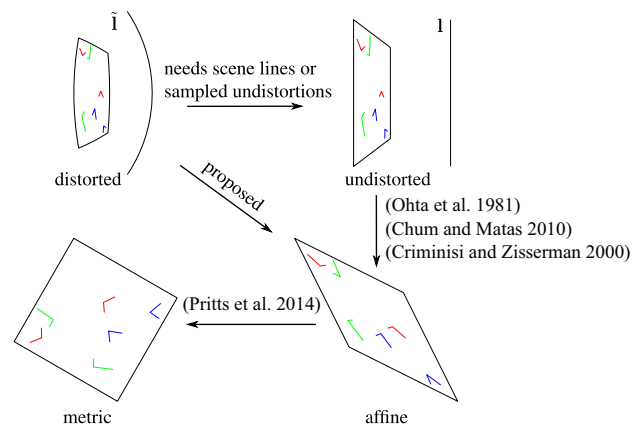 l̃
l
needs scene lines or
sampled undistortions
distorted
undistorted
proposed
(Ohta et al. 1981)
(Chum and Matas 2010)
(Criminisi and Zisserman 2000)
(Pritts et al. 2014)
metric
affine